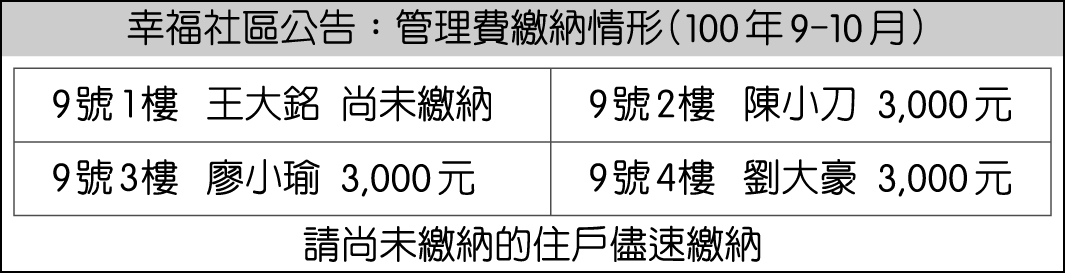 幸福社區公告：管理費繳納情形(100年9-10月)
9號1樓 王大銘 尚未繳納
9號2樓 陳小刀 3,000元
9號3樓 廖小瑜 3,000元
9號4樓 劉大豪 3,000元
請尚未繳納的住戶儘速繳納